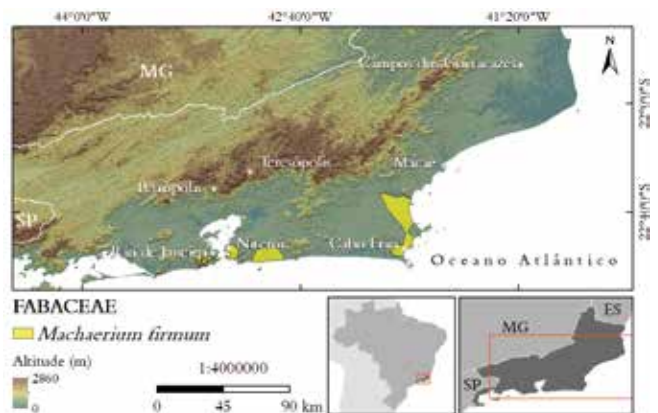 44°0'0"W 42°40'0"W 41°20'0"W
N
MG
Campos dos Goytacazes
Teresópolis
Macaé
Petrópolis
SP
Rio de Janeiro
Niterói
Cabo Frio
Oceano Atlântico
FABACEAE
Machaerium firmum
Altitude (m)
2860
0
1:4000000
0 45 90 km
MG
ES
SP